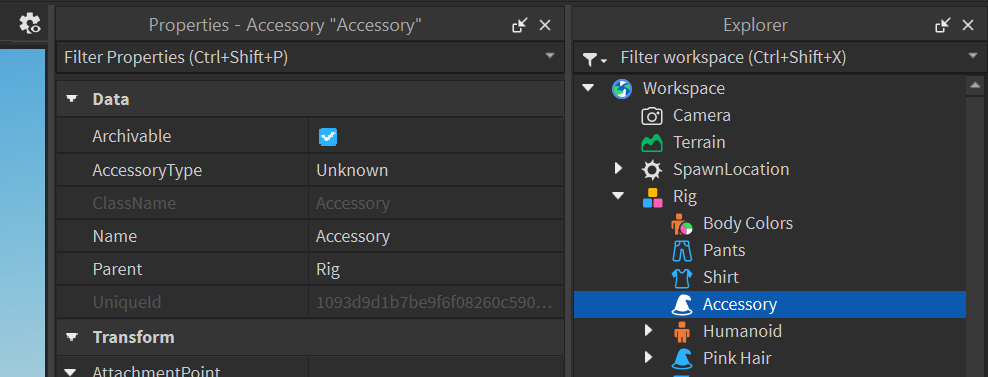 Properties - Accessory "Accessory"
Filter Properties (Ctrl+Shift+P)
Data
Archivable
AccessoryType Unknown
ClassName Accessory
Name Accessory
Parent Rig
UniqueId 1093d9d1b7be9f6f08260c590...
Transform
AttachmentPoint
Explorer
Filter workspace (Ctrl+Shift+X)
Workspace
Camera
Terrain
SpawnLocation
Rig
Body Colors
Pants
Shirt
Accessory
Humanoid
Pink Hair